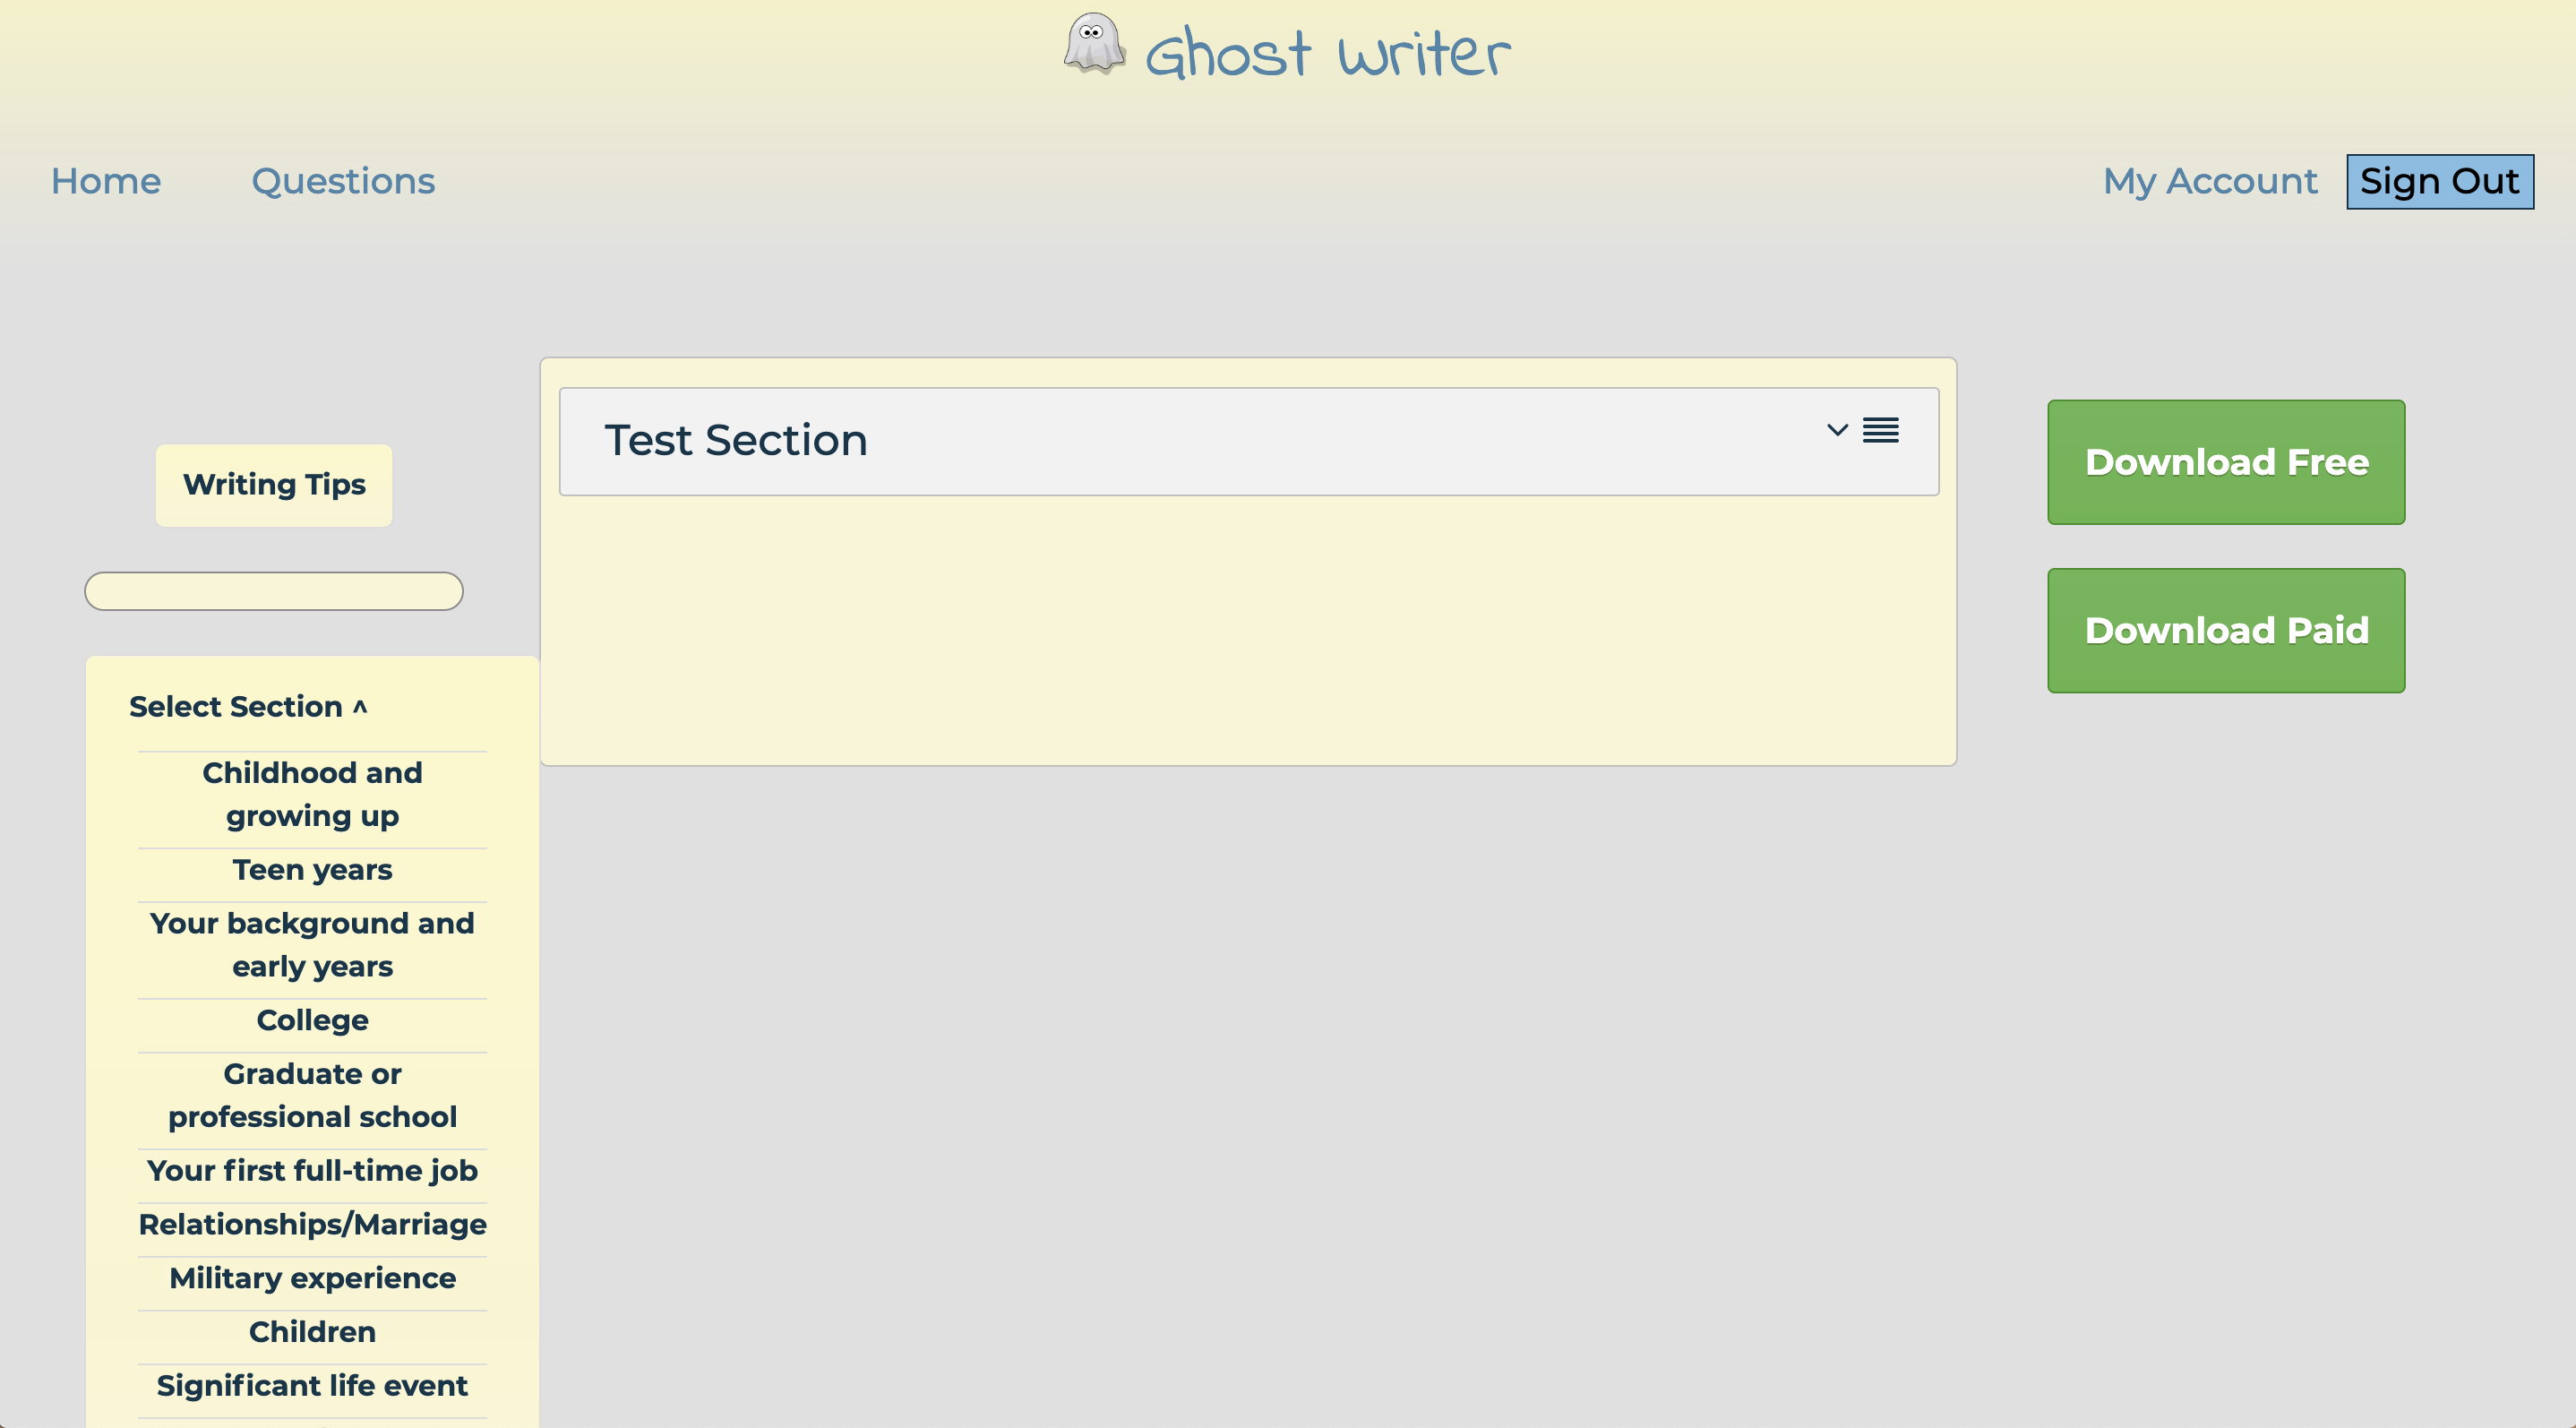 Ghost Writer
Home
Questions
My Account
Sign Out
Test Section
Download Free
Writing Tips
Download Paid
Select Section ^
Childhood and
growing up
Teen years
Your background and
early years
College
Graduate or
professional school
Your first full-time job
Relationships/Marriage
Military experience
Children
Significant life event